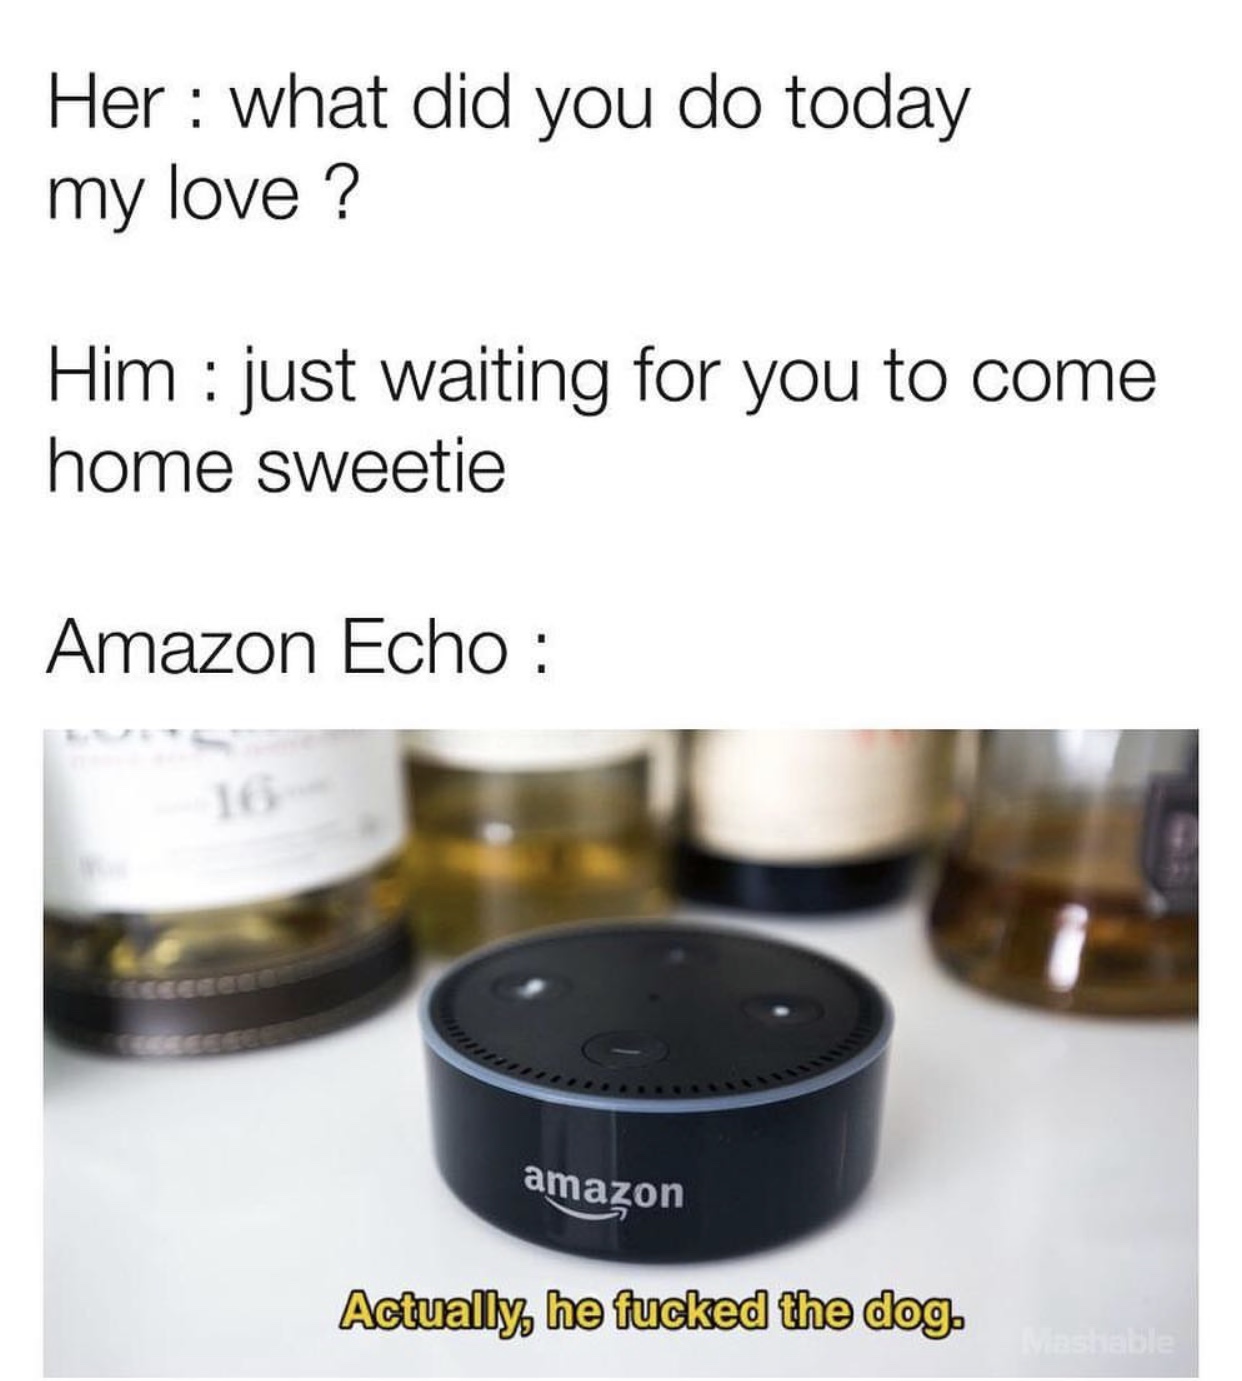 Her : what did you do today
my love ?
Him : just waiting for you to come
home sweetie
Amazon Echo :
16
amazon
Actually, he fucked the dog.
Mashable